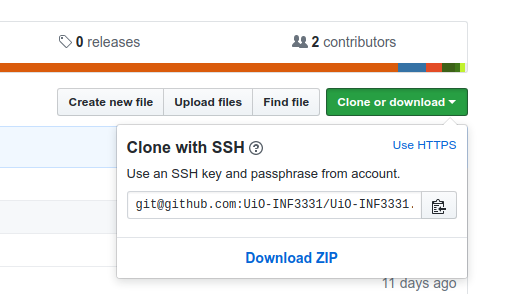 0 releases
2 contributors
Create new file
Upload files
Find file
Clone or download
Clone with SSH ?
Use HTTPS
Use an SSH key and passphrase from account.
git@github.com:UiO-INF3331/UiO-INF3331.
Download ZIP
11 days ago